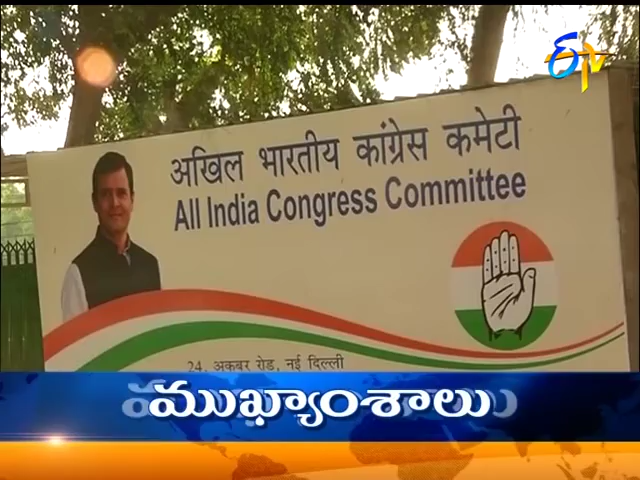 ETV
अखिल भारतीय कांग्रेस कमेटी
All India Congress Committee
24, अकबर रोड, नई दिल्ली
ముఖ్యాంశాలు